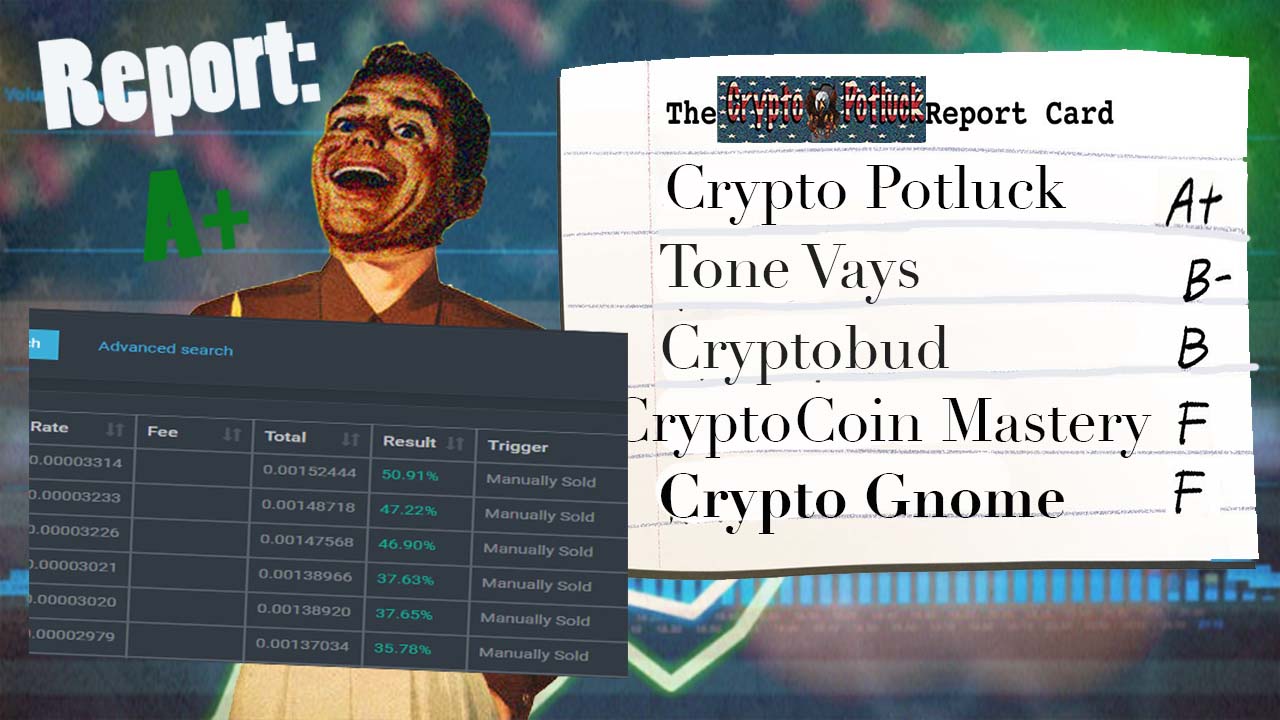 Report:
A+
The Crypto Potluck Report Card
Crypto Potluck A+
Tone Vays B-
Cryptobud B
CryptoCoin Mastery F
Crypto Gnome F
Advanced search
Rate Fee Total Result Trigger
0.00003314 0.00152444 50.91% Manually Sold
0.00003233 0.00148718 47.22% Manually Sold
0.00003226 0.00147568 46.90% Manually Sold
0.00003021 0.00138966 37.63% Manually Sold
0.00003020 0.00138920 37.65% Manually Sold
0.00002979 0.00137034 35.78% Manually Sold